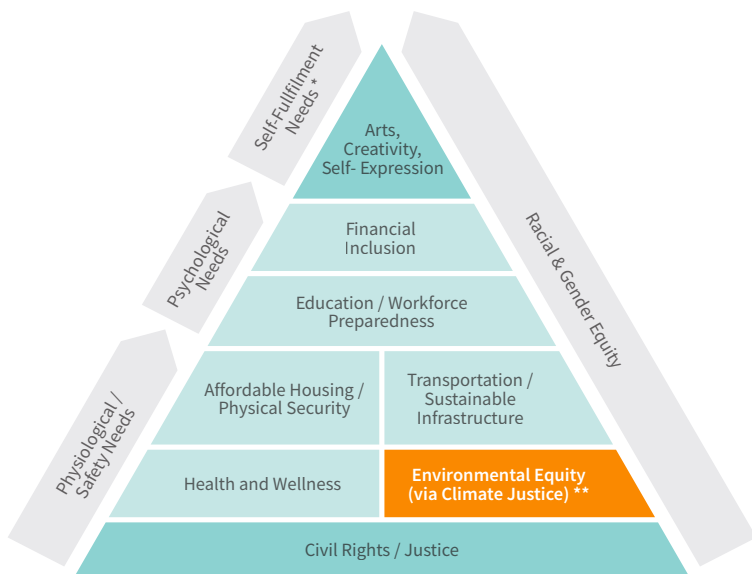 Self-Fullfilment
Needs *
Psychological
Needs
Physiological /
Safety Needs
Arts,
Creativity,
Self- Expression
Financial
Inclusion
Education / Workforce
Preparedness
Affordable Housing /
Physical Security
Transportation /
Sustainable
Infrastructure
Health and Wellness
Environmental Equity
(via Climate Justice) **
Civil Rights / Justice
Racial & Gender Equity